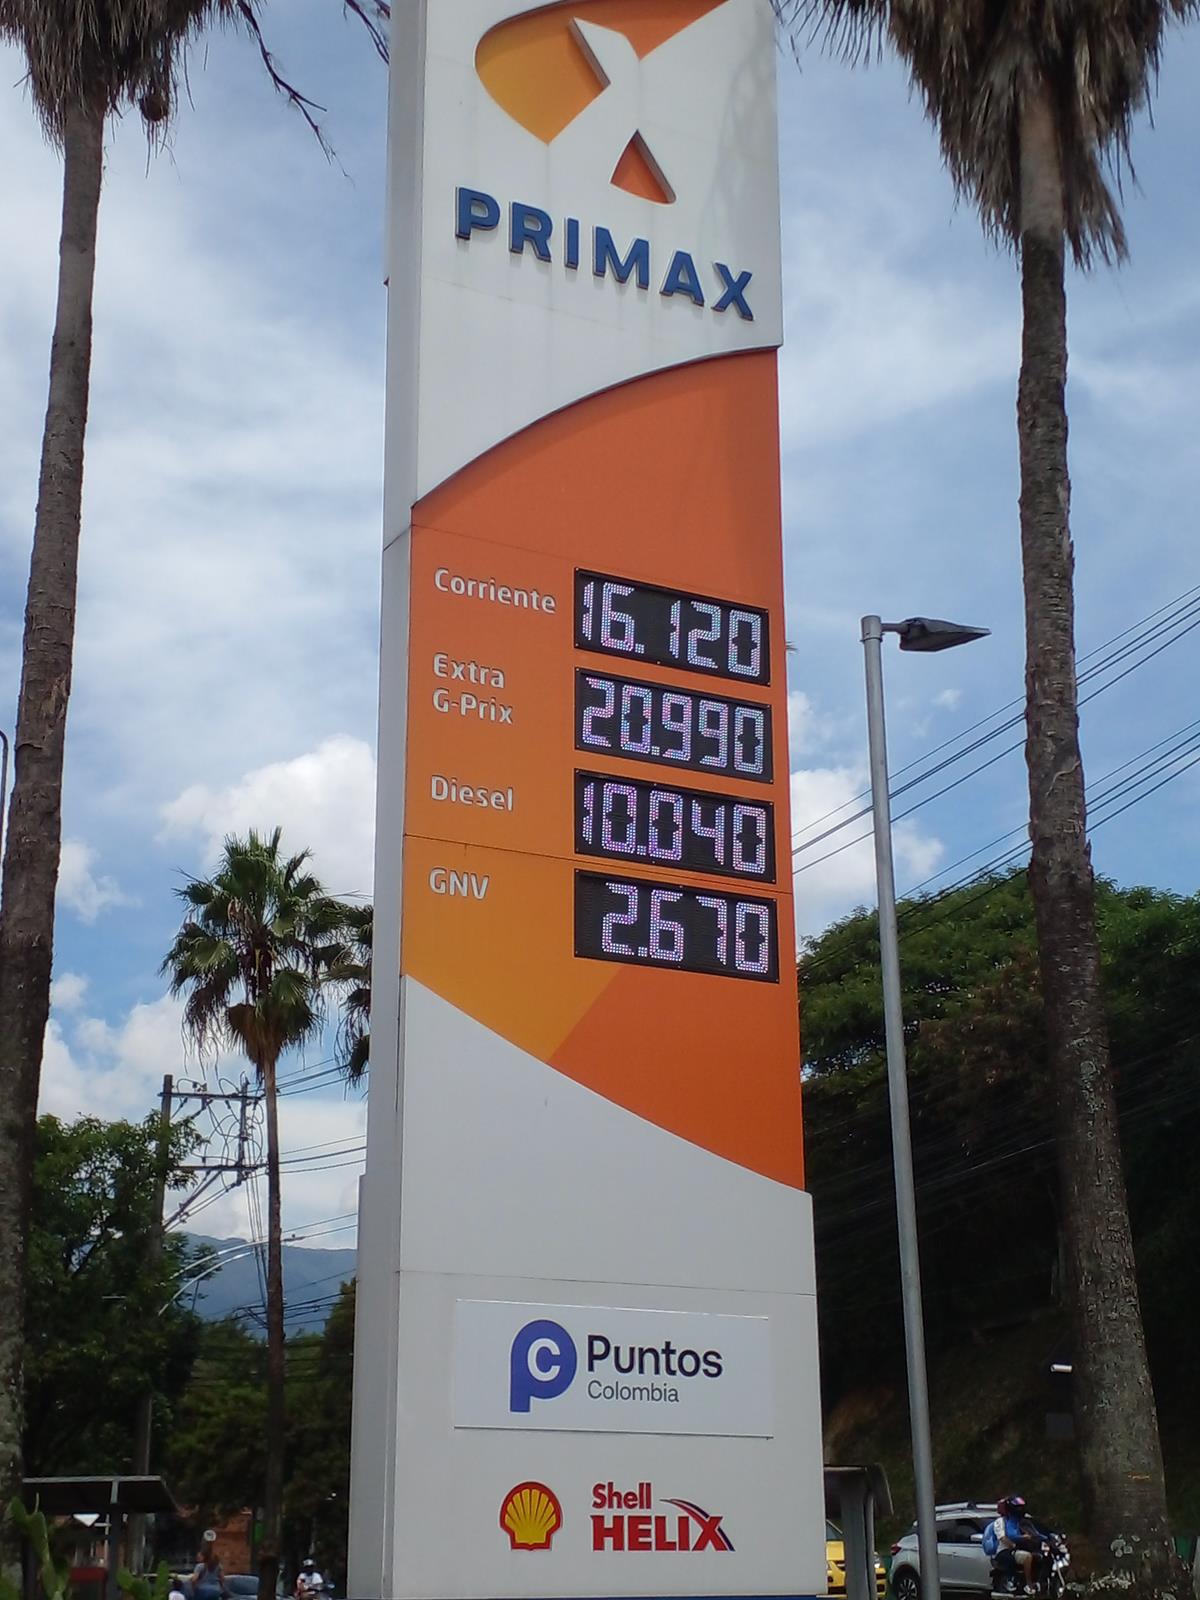 PRIMAX
Corriente 16.120
Extra
G-Prix 20.990
Diesel 10.040
GNV 2.670
Puntos
Colombia
Shell
HELIX